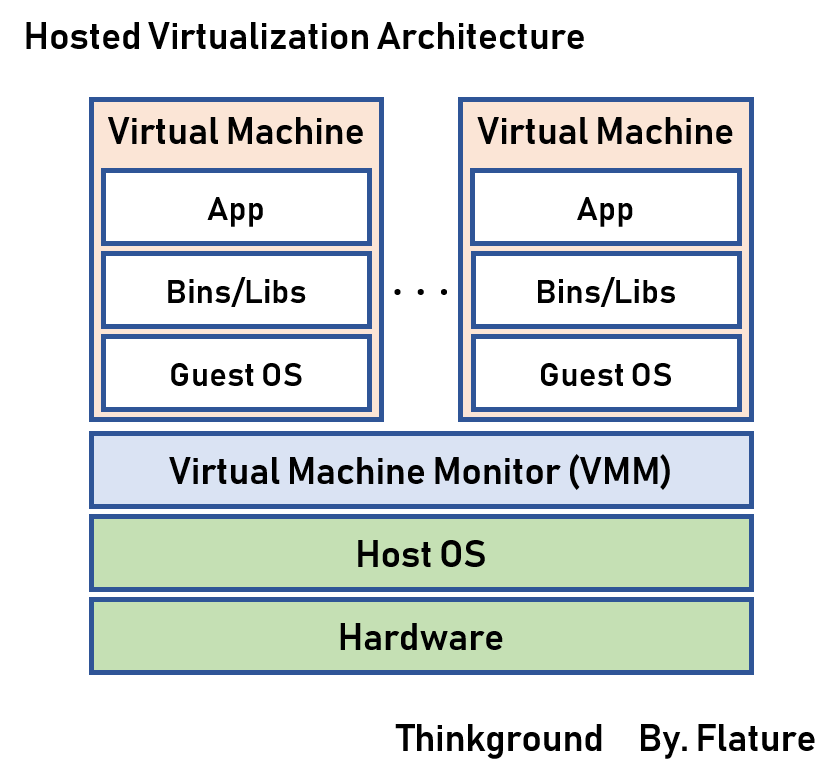 Hosted Virtualization Architecture
Virtual Machine
App
Bins/Libs
Guest OS
. . .
Virtual Machine
App
Bins/Libs
Guest OS
Virtual Machine Monitor (VMM)
Host OS
Hardware
Thinkground By. Flature